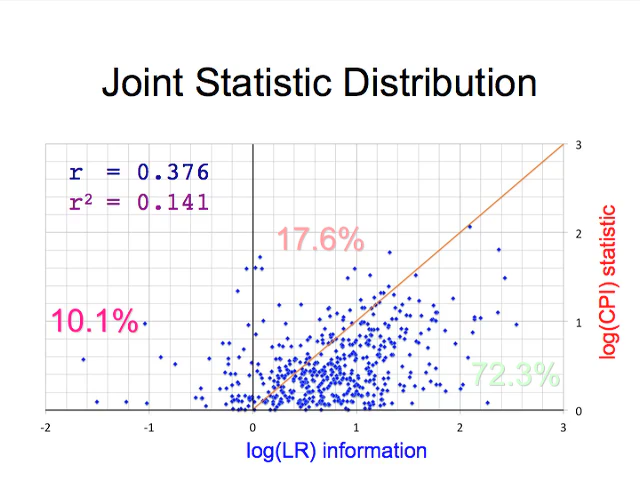 Joint Statistic Distribution
r = 0.376
r² = 0.141
17.6%
10.1%
72.3%
3
2
1
0
-2 -1 0 1 2 3
log(CPI) statistic
log(LR) information